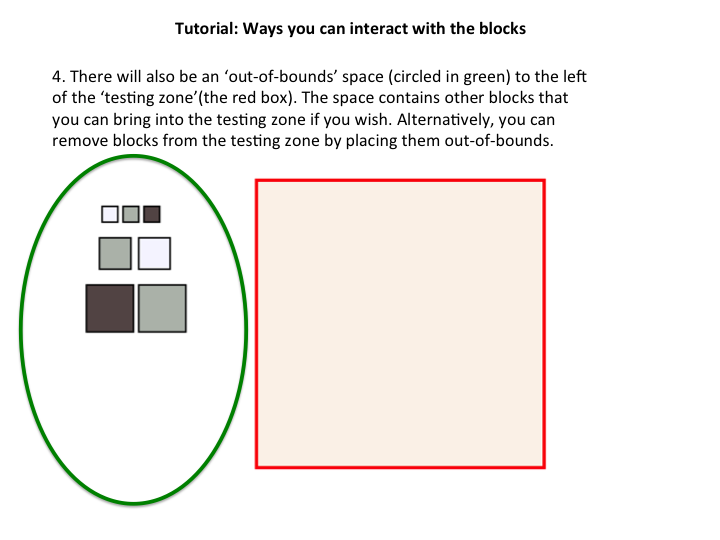 Tutorial: Ways you can interact with the blocks
4. There will also be an ‘out-of-bounds’ space (circled in green) to the left
of the ‘testing zone’(the red box). The space contains other blocks that
you can bring into the testing zone if you wish. Alternatively, you can
remove blocks from the testing zone by placing them out-of-bounds.